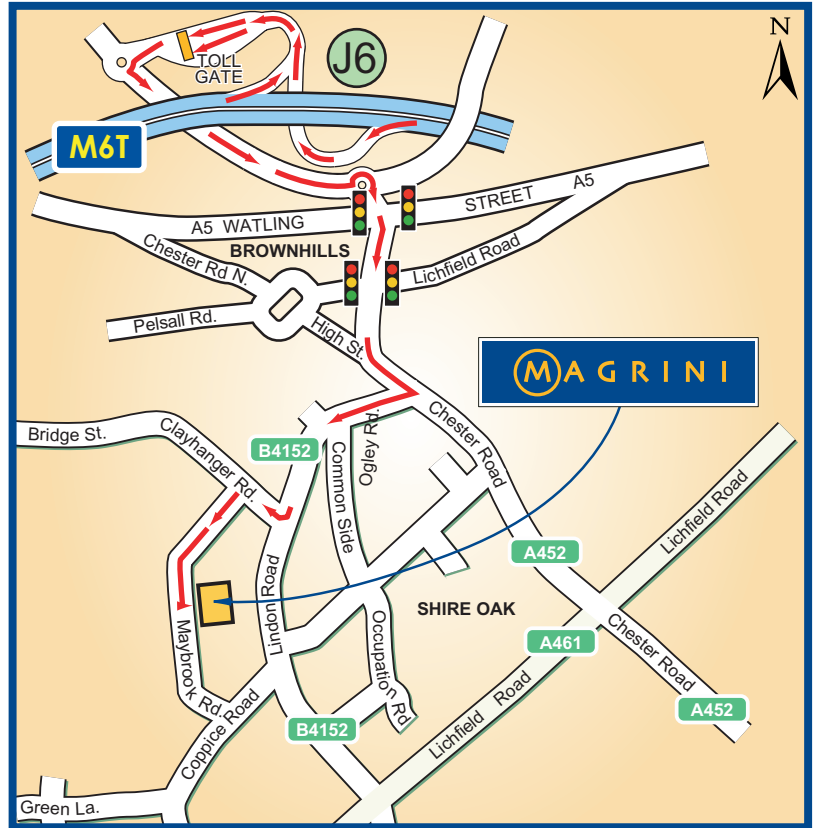 N
TOLL
GATE
J6
M6T
A5 WATLING
STREET
A5
BROWNHILLS
Chester Rd N.
Lichfield Road
Pelsall Rd.
High St.
MAGRINI
Bridge St.
Clayhanger Rd.
B4152
Ogley Rd.
Common Side
Chester Road
Lichfield Road
A452
Lindon Road
SHIRE OAK
A461
Maybrook Rd.
Occupation Rd
Chester Road
Coppice Road
B4152
Lichfield Road
A452
Green La.